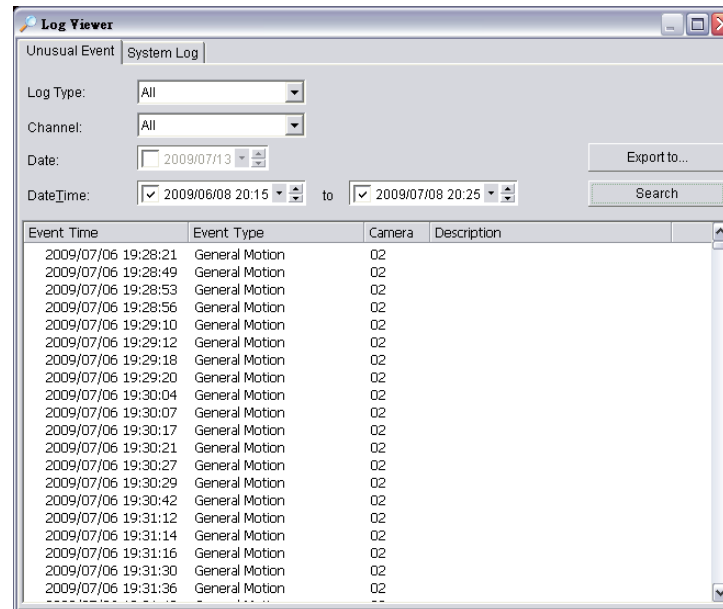 Log Viewer
Unusual Event System Log
Log Type: All
Channel: All
Date: 2009/07/13
Export to...
DateTime: 2009/06/08 20:15 to 2009/07/08 20:25
Search
Event Time Event Type Camera Description
2009/07/06 19:28:21 General Motion 02
2009/07/06 19:28:49 General Motion 02
2009/07/06 19:28:53 General Motion 02
2009/07/06 19:28:56 General Motion 02
2009/07/06 19:29:10 General Motion 02
2009/07/06 19:29:12 General Motion 02
2009/07/06 19:29:18 General Motion 02
2009/07/06 19:29:20 General Motion 02
2009/07/06 19:30:04 General Motion 02
2009/07/06 19:30:07 General Motion 02
2009/07/06 19:30:17 General Motion 02
2009/07/06 19:30:21 General Motion 02
2009/07/06 19:30:27 General Motion 02
2009/07/06 19:30:29 General Motion 02
2009/07/06 19:30:42 General Motion 02
2009/07/06 19:31:12 General Motion 02
2009/07/06 19:31:14 General Motion 02
2009/07/06 19:31:16 General Motion 02
2009/07/06 19:31:30 General Motion 02
2009/07/06 19:31:36 General Motion 02